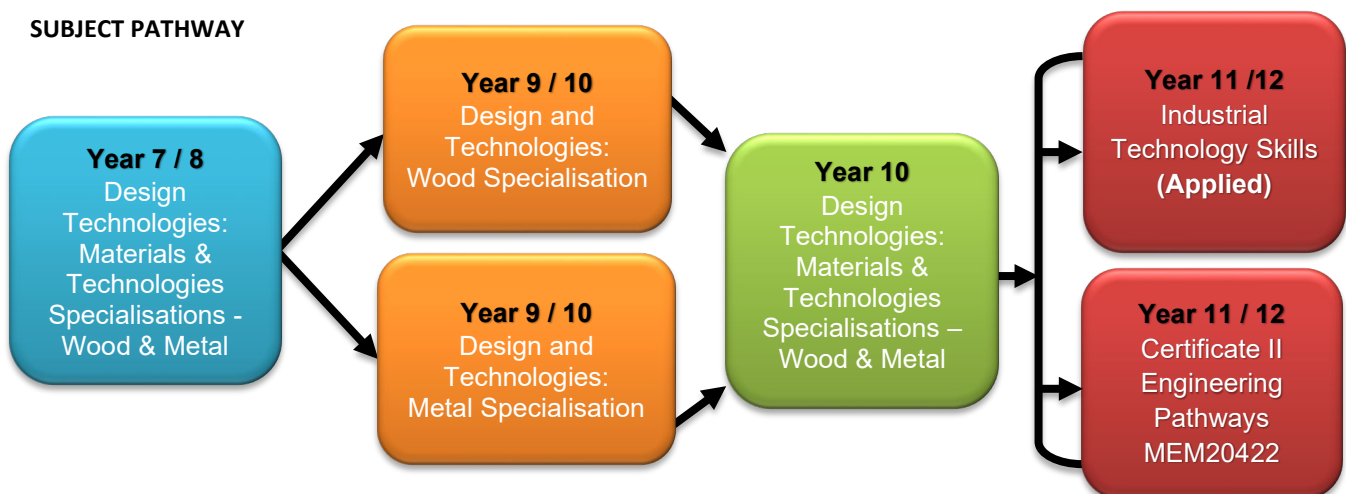 SUBJECT PATHWAY
Year 7 / 8
Design
Technologies:
Materials &
Technologies
Specialisations -
Wood & Metal
Year 9 / 10
Design and
Technologies:
Wood Specialisation
Year 9 / 10
Design and
Technologies:
Metal Specialisation
Year 10
Design
Technologies:
Materials &
Technologies
Specialisations –
Wood & Metal
Year 11 /12
Industrial
Technology Skills
(Applied)
Year 11 / 12
Certificate II
Engineering
Pathways
MEM20422